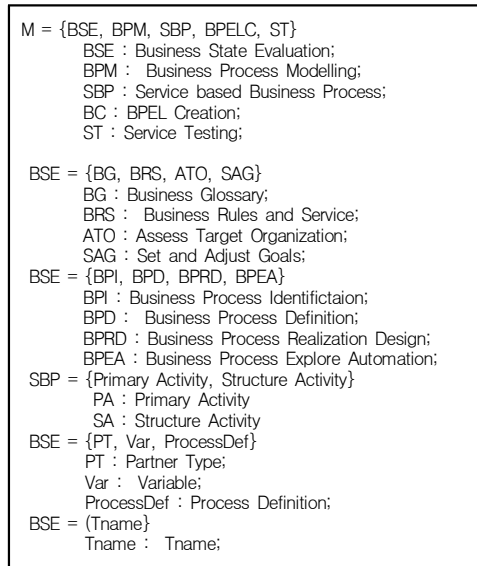 M = {BSE, BPM, SBP, BPELC, ST}
BSE : Business State Evaluation;
BPM : Business Process Modelling;
SBP : Service based Business Process;
BC : BPEL Creation;
ST : Service Testing;
BSE = {BG, BRS, ATO, SAG}
BG : Business Glossary;
BRS : Business Rules and Service;
ATO : Assess Target Organization;
SAG : Set and Adjust Goals;
BSE = {BPI, BPD, BPRD, BPEA}
BPI : Business Process Identifictaion;
BPD : Business Process Definition;
BPRD : Business Process Realization Design;
BPEA : Business Process Explore Automation;
SBP = {Primary Activity, Structure Activity}
PA : Primary Activity
SA : Structure Activity
BSE = {PT, Var, ProcessDef}
PT : Partner Type;
Var : Variable;
ProcessDef : Process Definition;
BSE = (Tname}
Tname : Tname;